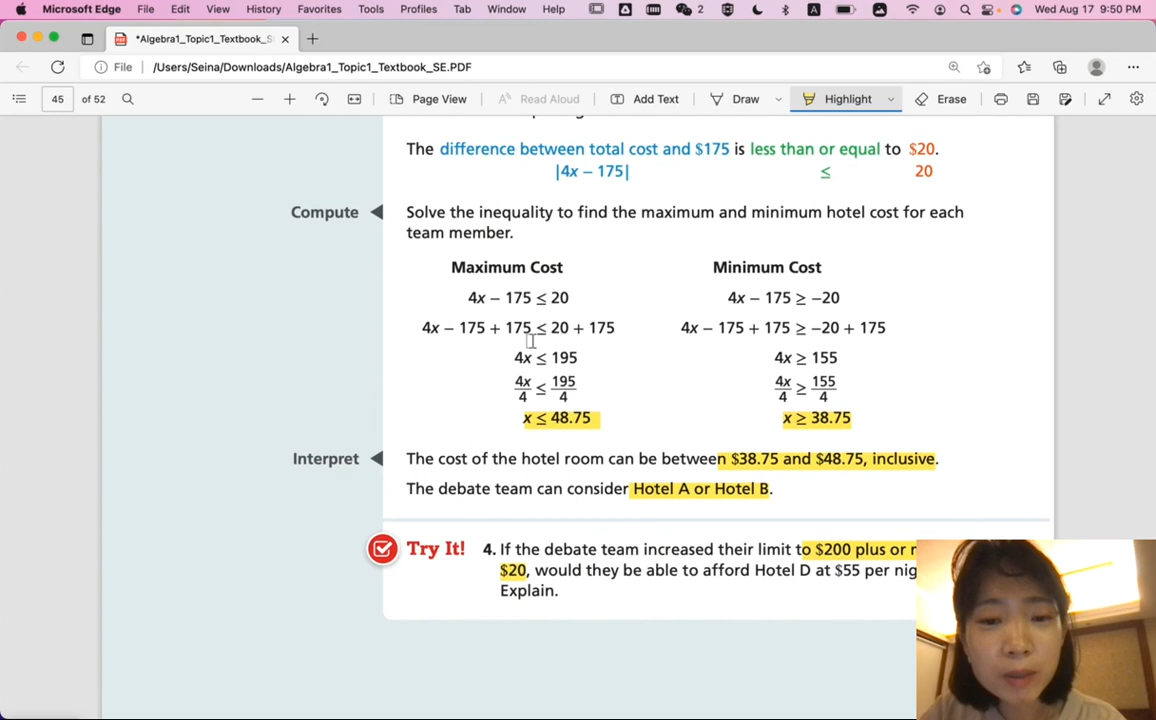 Microsoft Edge File Edit View History Favorites Tools Profiles Tab Window Help 2 A Wed Aug 17 9:50 PM
*Algebra1_Topic1_Textbook_S
File /Users/Seina/Downloads/Algebra1_Topic1_Textbook_SE.PDF
45 of 52 Page View Read Aloud Add Text Draw Highlight Erase
The difference between total cost and $175 is less than or equal to $20.
|4x − 175| ≤ 20
Compute Solve the inequality to find the maximum and minimum hotel cost for each
team member.
Maximum Cost Minimum Cost
4x − 175 ≤ 20 4x − 175 ≥ −20
4x − 175 + 175 ≤ 20 + 175 4x − 175 + 175 ≥ −20 + 175
4x ≤ 195 4x ≥ 155
4x/4 ≤ 195/4 4x/4 ≥ 155/4
x ≤ 48.75 x ≥ 38.75
Interpret The cost of the hotel room can be between $38.75 and $48.75, inclusive.
The debate team can consider Hotel A or Hotel B.
Try It! 4. If the debate team increased their limit to $200 plus or
$20, would they be able to afford Hotel D at $55 per
Explain.